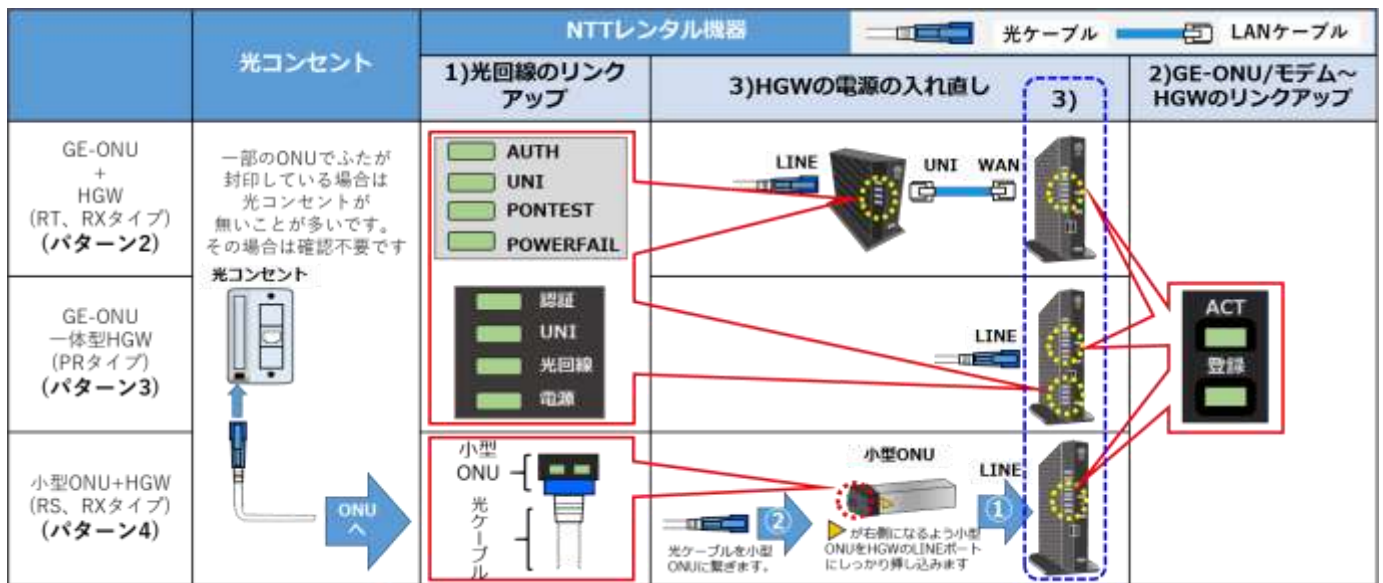 NTTレンタル機器
光ケーブル
LANケーブル
光コンセント
1)光回線のリンク
アップ
3)HGWの電源の入れ直し
3)
2)GE-ONU/モデム～
HGWのリンクアップ
GE-ONU
+
HGW
(RT、RXタイプ)
(パターン2)
一部のONUでふたが
封印している場合は
光コンセントが
無いことが多いです。
その場合は確認不要です
光コンセント
AUTH
UNI
PONTEST
POWERFAIL
LINE
UNI
WAN
GE-ONU
一体型HGW
(PRタイプ)
(パターン3)
認証
UNI
光回線
電源
LINE
ACT
登録
小型ONU+HGW
(RS、RXタイプ)
(パターン4)
ONU
へ
小型
ONU
光ケーブル
小型ONU
LINE
②
①
光ケーブルを小型
ONUに繋ぎます。
が右側になるよう小型
ONUをHGWのLINEポート
にしっかり挿し込みます